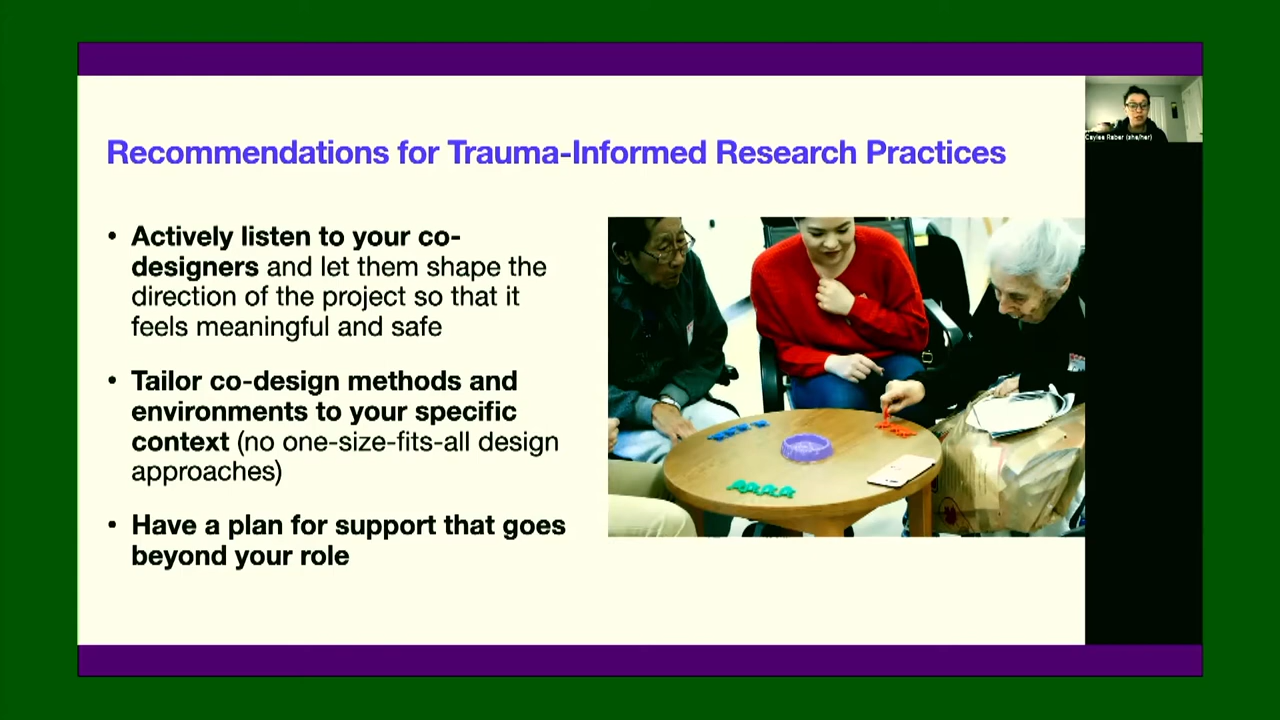 Recommendations for Trauma-Informed Research Practices
• Actively listen to your co-
designers and let them shape the
direction of the project so that it
feels meaningful and safe
• Tailor co-design methods and
environments to your specific
context (no one-size-fits-all design
approaches)
• Have a plan for support that goes
beyond your role
Caylee Raber (she/her)